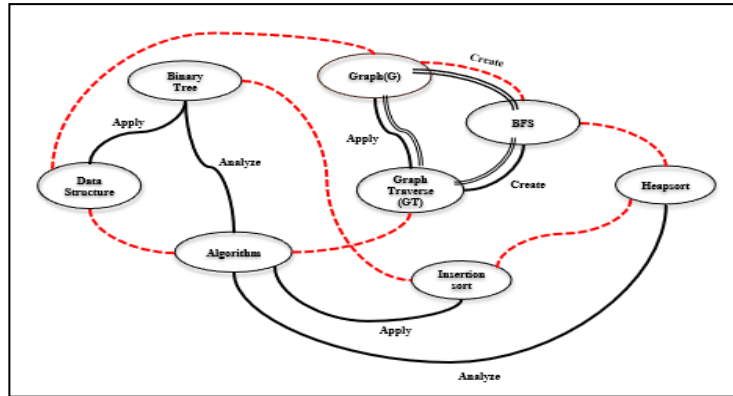 Create
Graph(G)
Binary
Tree
BFS
Apply
Apply
Analyze
Data
Structure
Graph
Traverse
(GT)
Create
Heapsort
Algorithm
Insertion
sort
Apply
Analyze